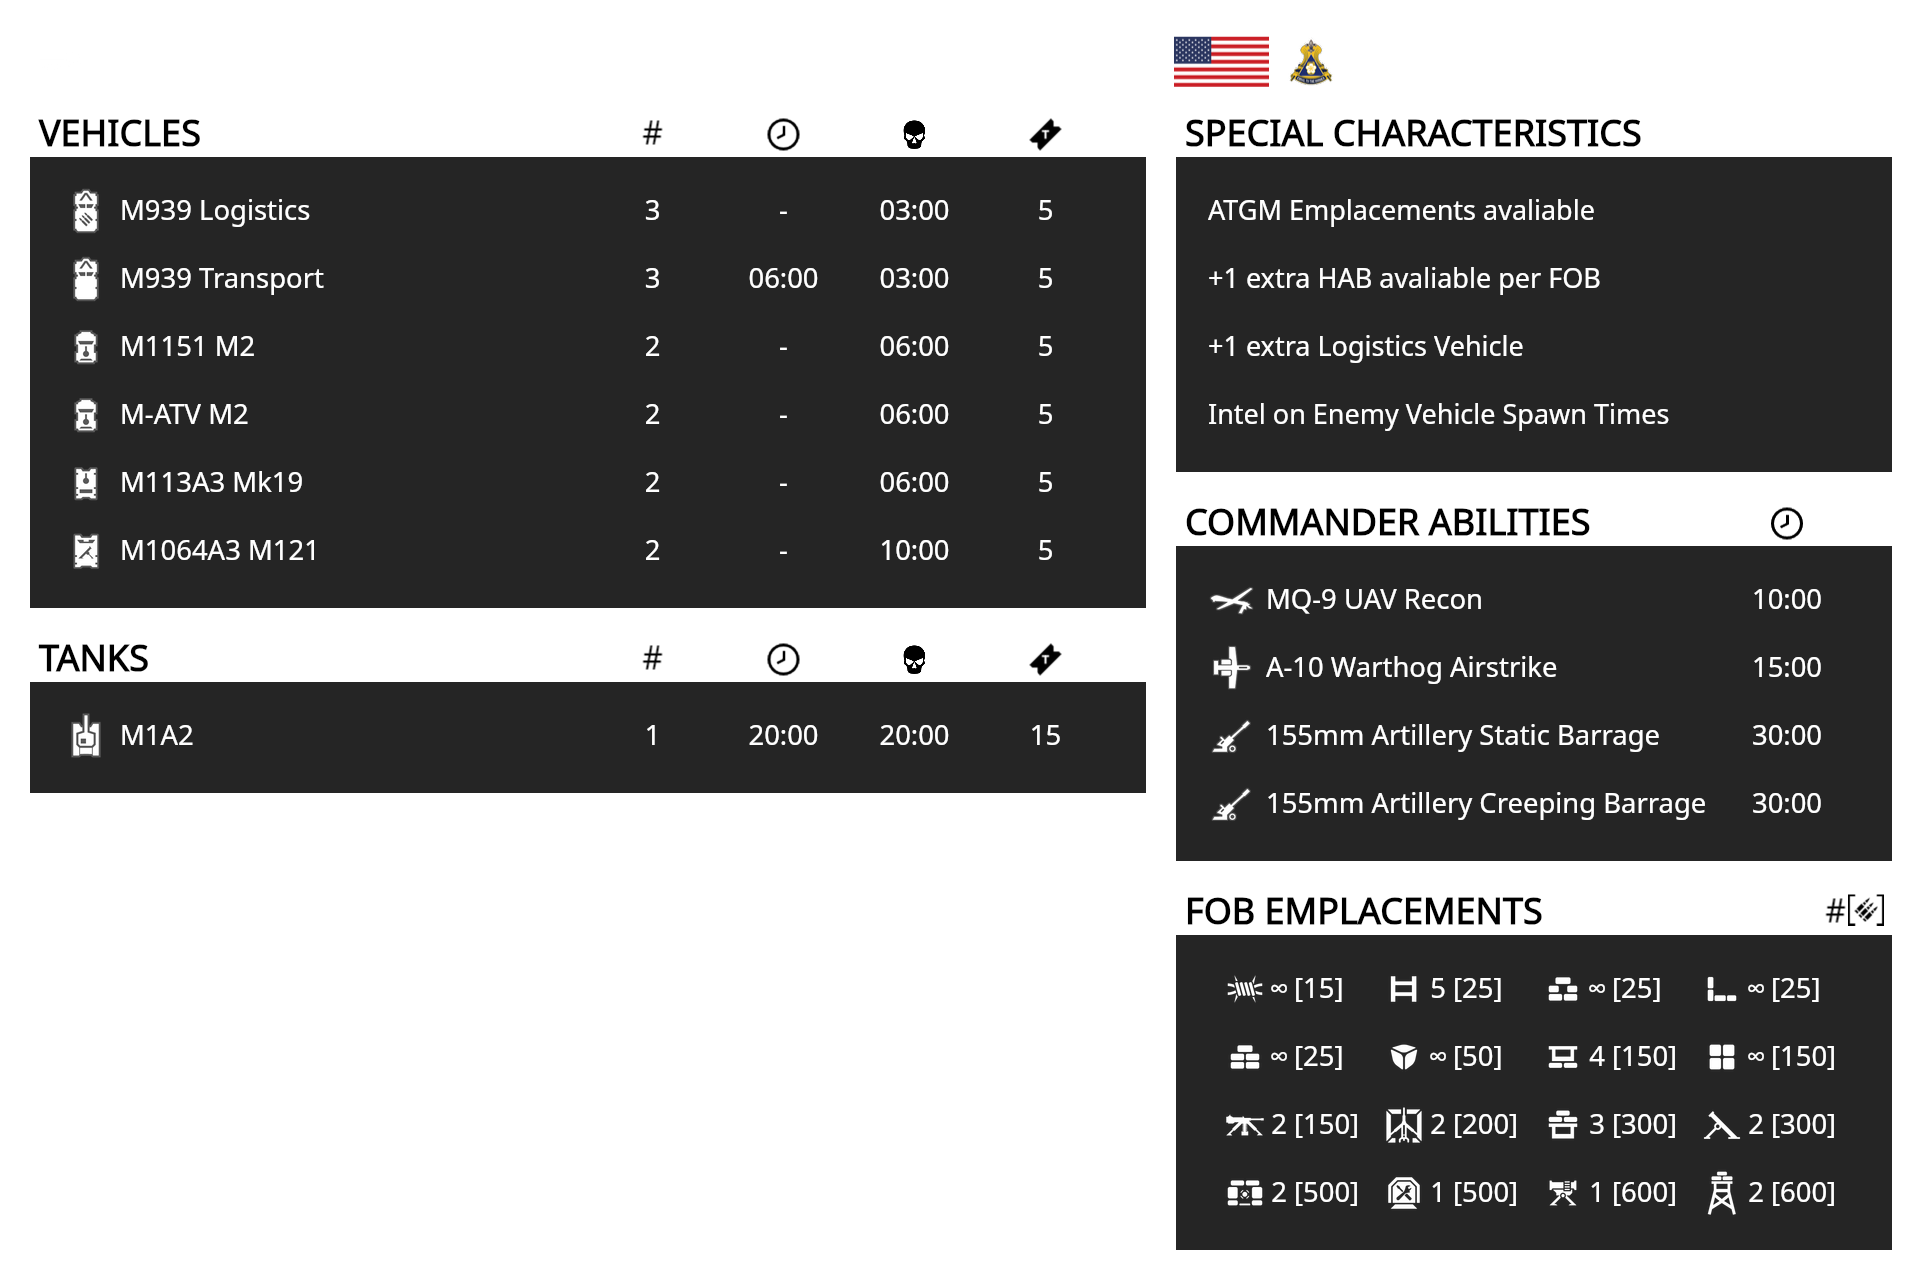 VEHICLES #
M939 Logistics 3 - 03:00 5
M939 Transport 3 06:00 03:00 5
M1151 M2 2 - 06:00 5
M-ATV M2 2 - 06:00 5
M113A3 Mk19 2 - 06:00 5
M1064A3 M121 2 - 10:00 5
TANKS #
M1A2 1 20:00 20:00 15
SPECIAL CHARACTERISTICS
ATGM Emplacements avaliable
+1 extra HAB avaliable per FOB
+1 extra Logistics Vehicle
Intel on Enemy Vehicle Spawn Times
COMMANDER ABILITIES
MQ-9 UAV Recon 10:00
A-10 Warthog Airstrike 15:00
155mm Artillery Static Barrage 30:00
155mm Artillery Creeping Barrage 30:00
FOB EMPLACEMENTS #[]
∞ [15] 5 [25] ∞ [25] ∞ [25]
∞ [25] ∞ [50] 4 [150] ∞ [150]
2 [150] 2 [200] 3 [300] 2 [300]
2 [500] 1 [500] 1 [600] 2 [600]